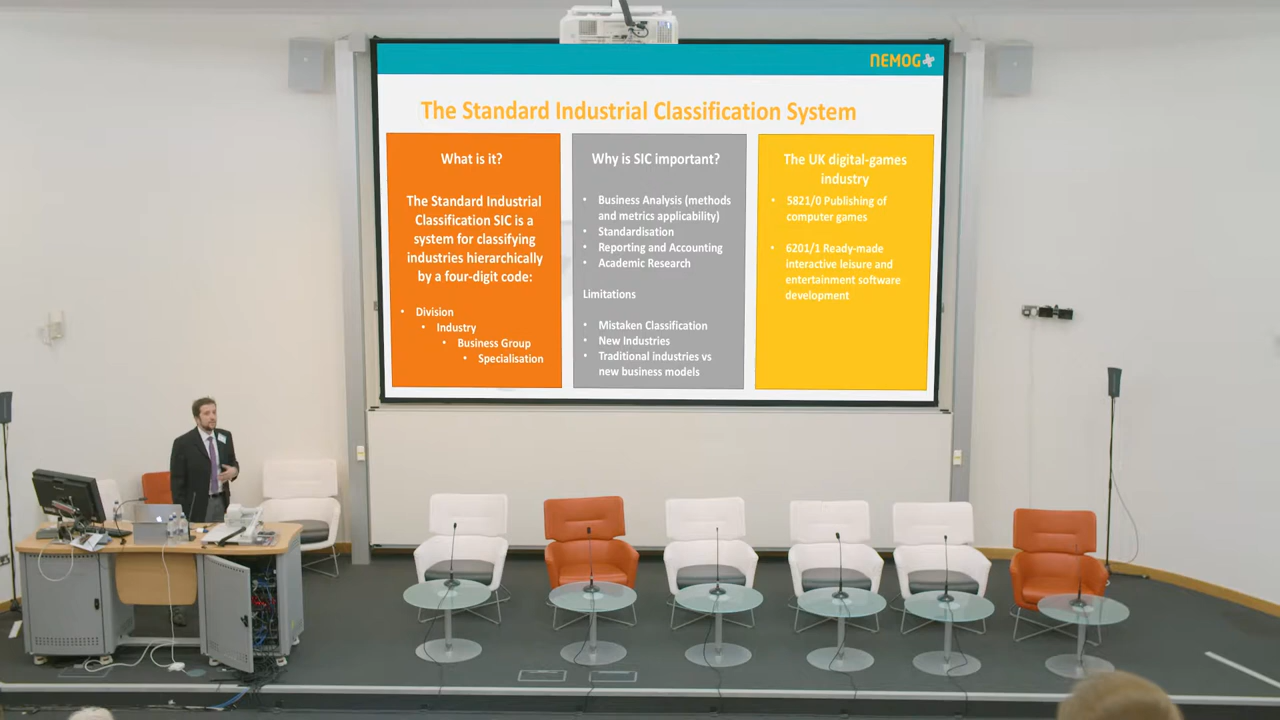 NEMOG
The Standard Industrial Classification System
What is it?
The Standard Industrial
Classification SIC is a
system for classifying
industries hierarchically
by a four-digit code:
• Division
• Industry
• Business Group
• Specialisation
Why is SIC important?
• Business Analysis (methods
and metrics applicability)
• Standardisation
• Reporting and Accounting
• Academic Research
Limitations
• Mistaken Classification
• New Industries
• Traditional industries vs
new business models
The UK digital-games
industry
• 5821/0 Publishing of
computer games
• 6201/1 Ready-made
interactive leisure and
entertainment software
development